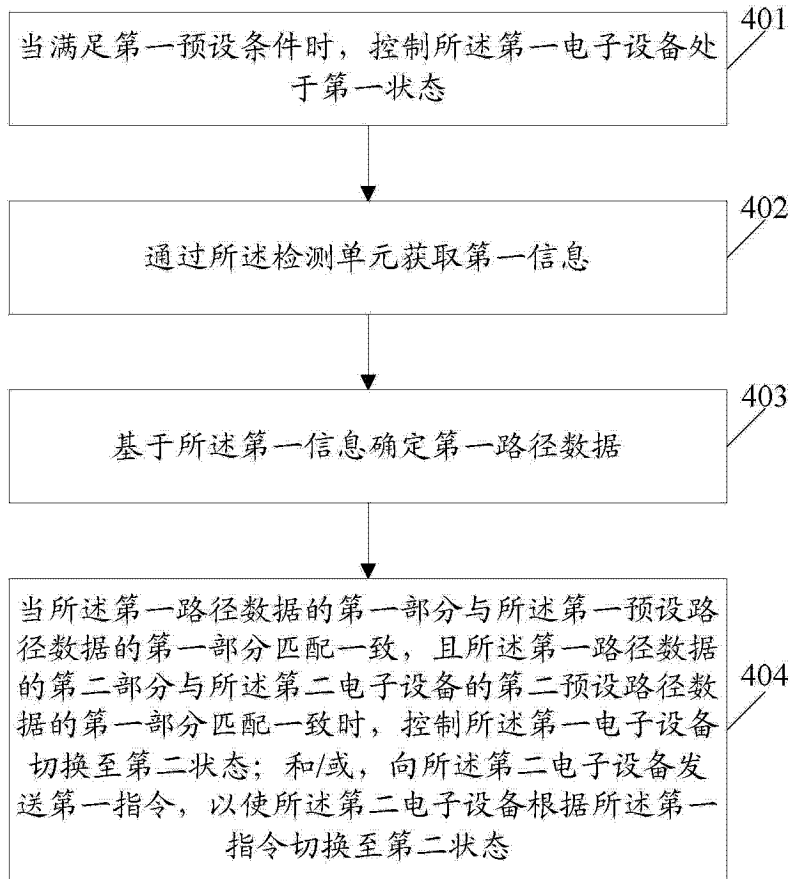 401
当满足第一预设条件时，控制所述第一电子设备处
于第一状态
402
通过所述检测单元获取第一信息
403
基于所述第一信息确定第一路径数据
404
当所述第一路径数据的第一部分与所述第一预设路
径数据的第一部分匹配一致，且所述第一路径数据
的第二部分与所述第二电子设备的第二预设路径数
据的第一部分匹配一致时，控制所述第一电子设备
切换至第二状态；和/或，向所述第二电子设备发
送第一指令，以使所述第二电子设备根据所述第一
指令切换至第二状态